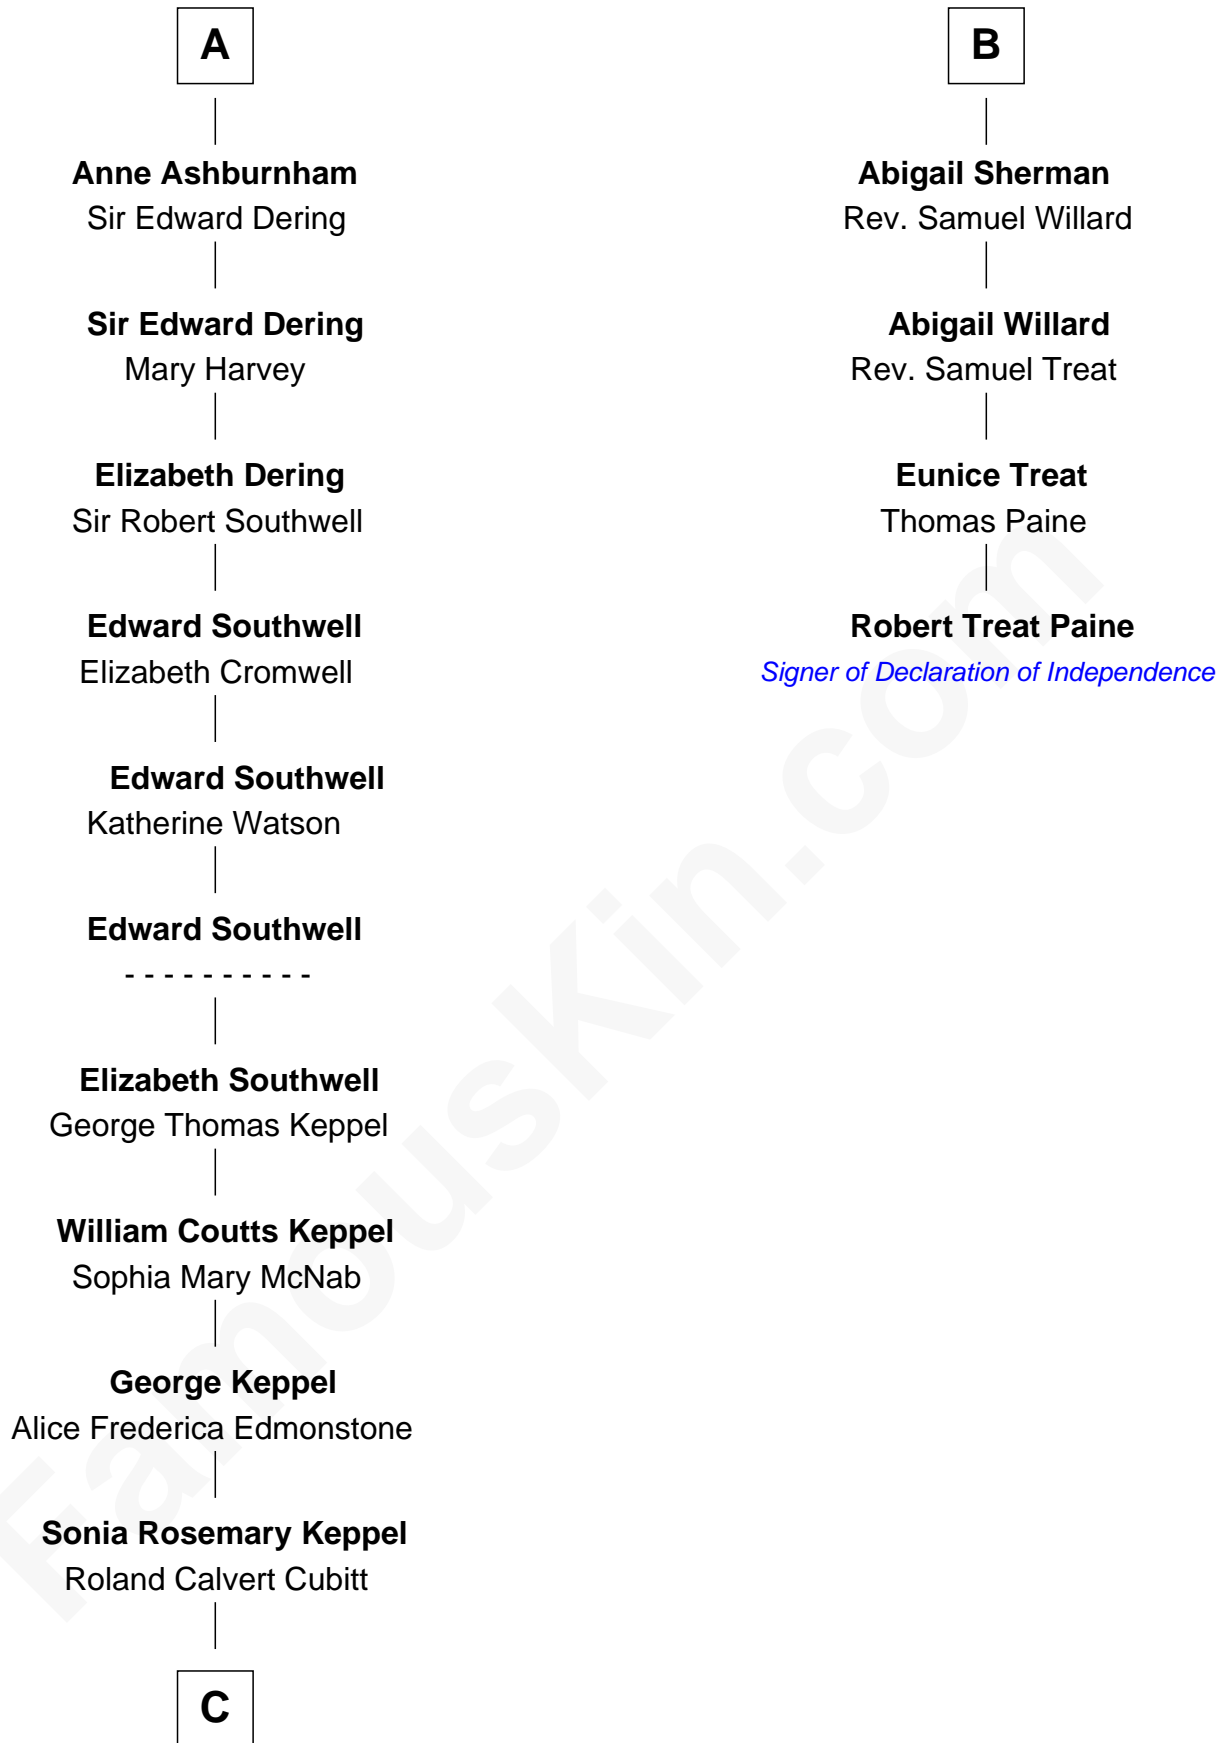 A
Anne Ashburnham
Sir Edward Dering
Sir Edward Dering
Mary Harvey
Elizabeth Dering
Sir Robert Southwell
Edward Southwell
Elizabeth Cromwell
Edward Southwell
Katherine Watson
Edward Southwell
- - - - - - - - - -
Elizabeth Southwell
George Thomas Keppel
William Coutts Keppel
Sophia Mary McNab
George Keppel
Alice Frederica Edmonstone
Sonia Rosemary Keppel
Roland Calvert Cubitt
C
B
Abigail Sherman
Rev. Samuel Willard
Abigail Willard
Rev. Samuel Treat
Eunice Treat
Thomas Paine
Robert Treat Paine
Signer of Declaration of Independence
FamousKin.com